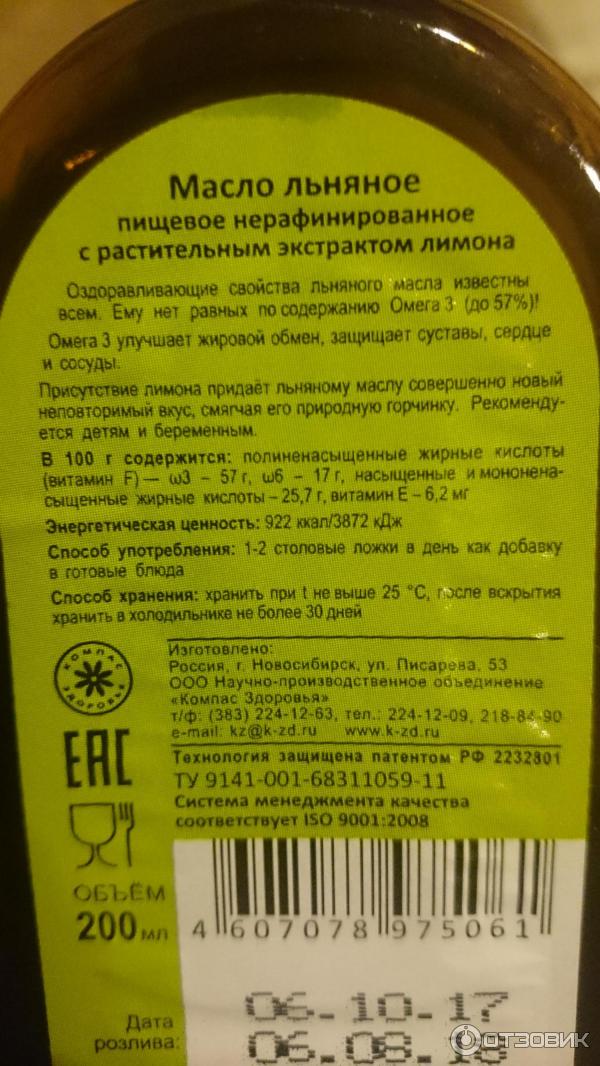 Масло льняное
пищевое нерафинированное
с растительным экстрактом лимона
Оздоравливающие свойства льняного масла известны
всем. Ему нет равных по содержанию Омега 3 (до 57%)!
Омега 3 улучшает жировой обмен, защищает суставы, сердце
и сосуды.
Присутствие лимона придаёт льняному маслу совершенно новый
неповторимый вкус, смягчая его природную горчинку. Рекоменду-
ется детям и беременным.
В 100 г содержится: полиненасыщенные жирные кислоты
(витамин F) — ω3 – 57 г, ω6 – 17 г, насыщенные и мононена-
сыщенные жирные кислоты – 25,7 г, витамин Е – 6,2 мг
Энергетическая ценность: 922 ккал/3872 кДж
Способ употребления: 1-2 столовые ложки в день как добавку
в готовые блюда
Способ хранения: хранить при t не выше 25 °С, после вскрытия
хранить в холодильнике не более 30 дней
КОМПАС ЗДОРОВЬЯ
Изготовлено:
Россия, г. Новосибирск, ул. Писарева, 53
ООО Научно-производственное объединение
«Компас Здоровья»
т/ф: (383) 224-12-63, тел.: 224-12-09, 218-84-90
e-mail: kz@k-zd.ru www.k-zd.ru
EAC
Технология защищена патентом РФ 2232801
ТУ 9141-001-68311059-11
Система менеджмента качества
соответствует ISO 9001:2008
ОБЪЁМ
200 мл
4 607078 975061
Дата
розлива:
06.10.17
06.08.18
ОТЗОВИК